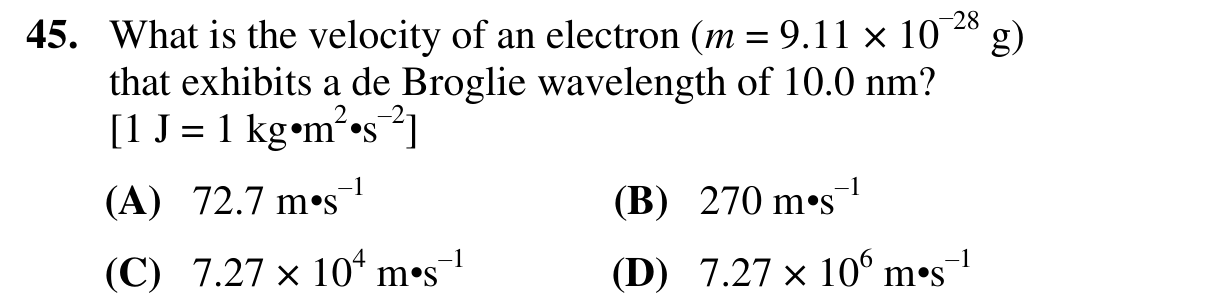 45. What is the velocity of an electron (m = 9.11 × 10⁻²⁸ g)
that exhibits a de Broglie wavelength of 10.0 nm?
[1 J = 1 kg•m²•s⁻²]
(A) 72.7 m•s⁻¹ (B) 270 m•s⁻¹
(C) 7.27 × 10⁴ m•s⁻¹ (D) 7.27 × 10⁶ m•s⁻¹